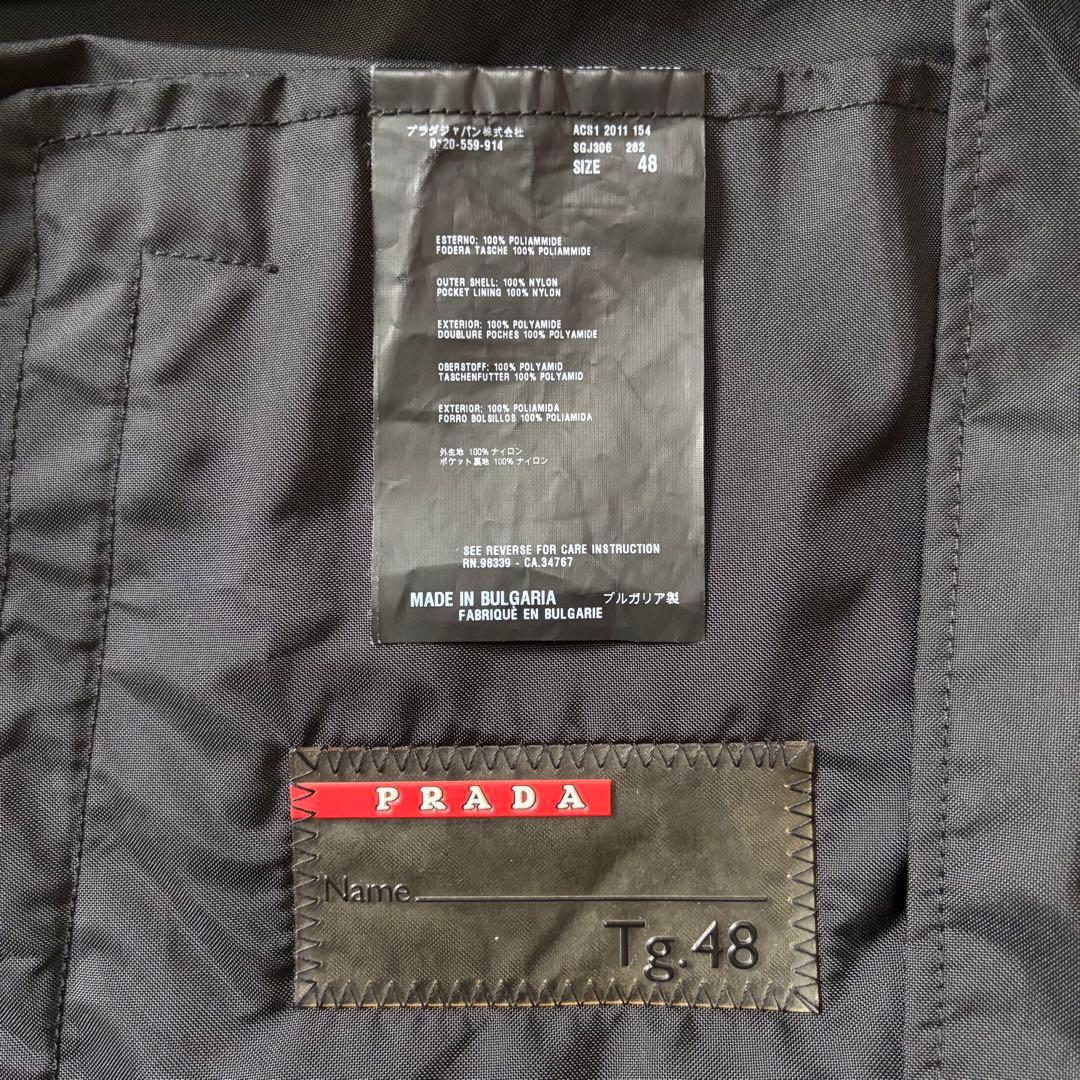 プラダジャパン株式会社
0120-559-914
ACS1 2011 154
SGJ306 282
SIZE 48
ESTERNO: 100% POLIAMMIDE
FODERA TASCHE 100% POLIAMMIDE
OUTER SHELL: 100% NYLON
POCKET LINING 100% NYLON
EXTERIOR: 100% POLYAMIDE
DOUBLURE POCHES 100% POLYAMIDE
OBERSTOFF: 100% POLYAMID
TASCHENFUTTER 100% POLYAMID
EXTERIOR: 100% POLIAMIDA
FORRO BOLSILLOS 100% POLIAMIDA
外生地 100% ナイロン
ポケット裏地 100% ナイロン
SEE REVERSE FOR CARE INSTRUCTION
RN.98339 - CA.34767
MADE IN BULGARIA ブルガリア製
FABRIQUÉ EN BULGARIE
PRADA
Name
Tg.48